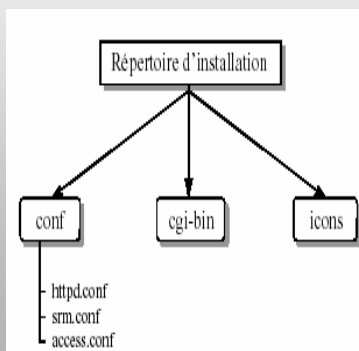 Répertoire d'installation
conf
cgi-bin
icons
httpd.conf
srm.conf
access.conf